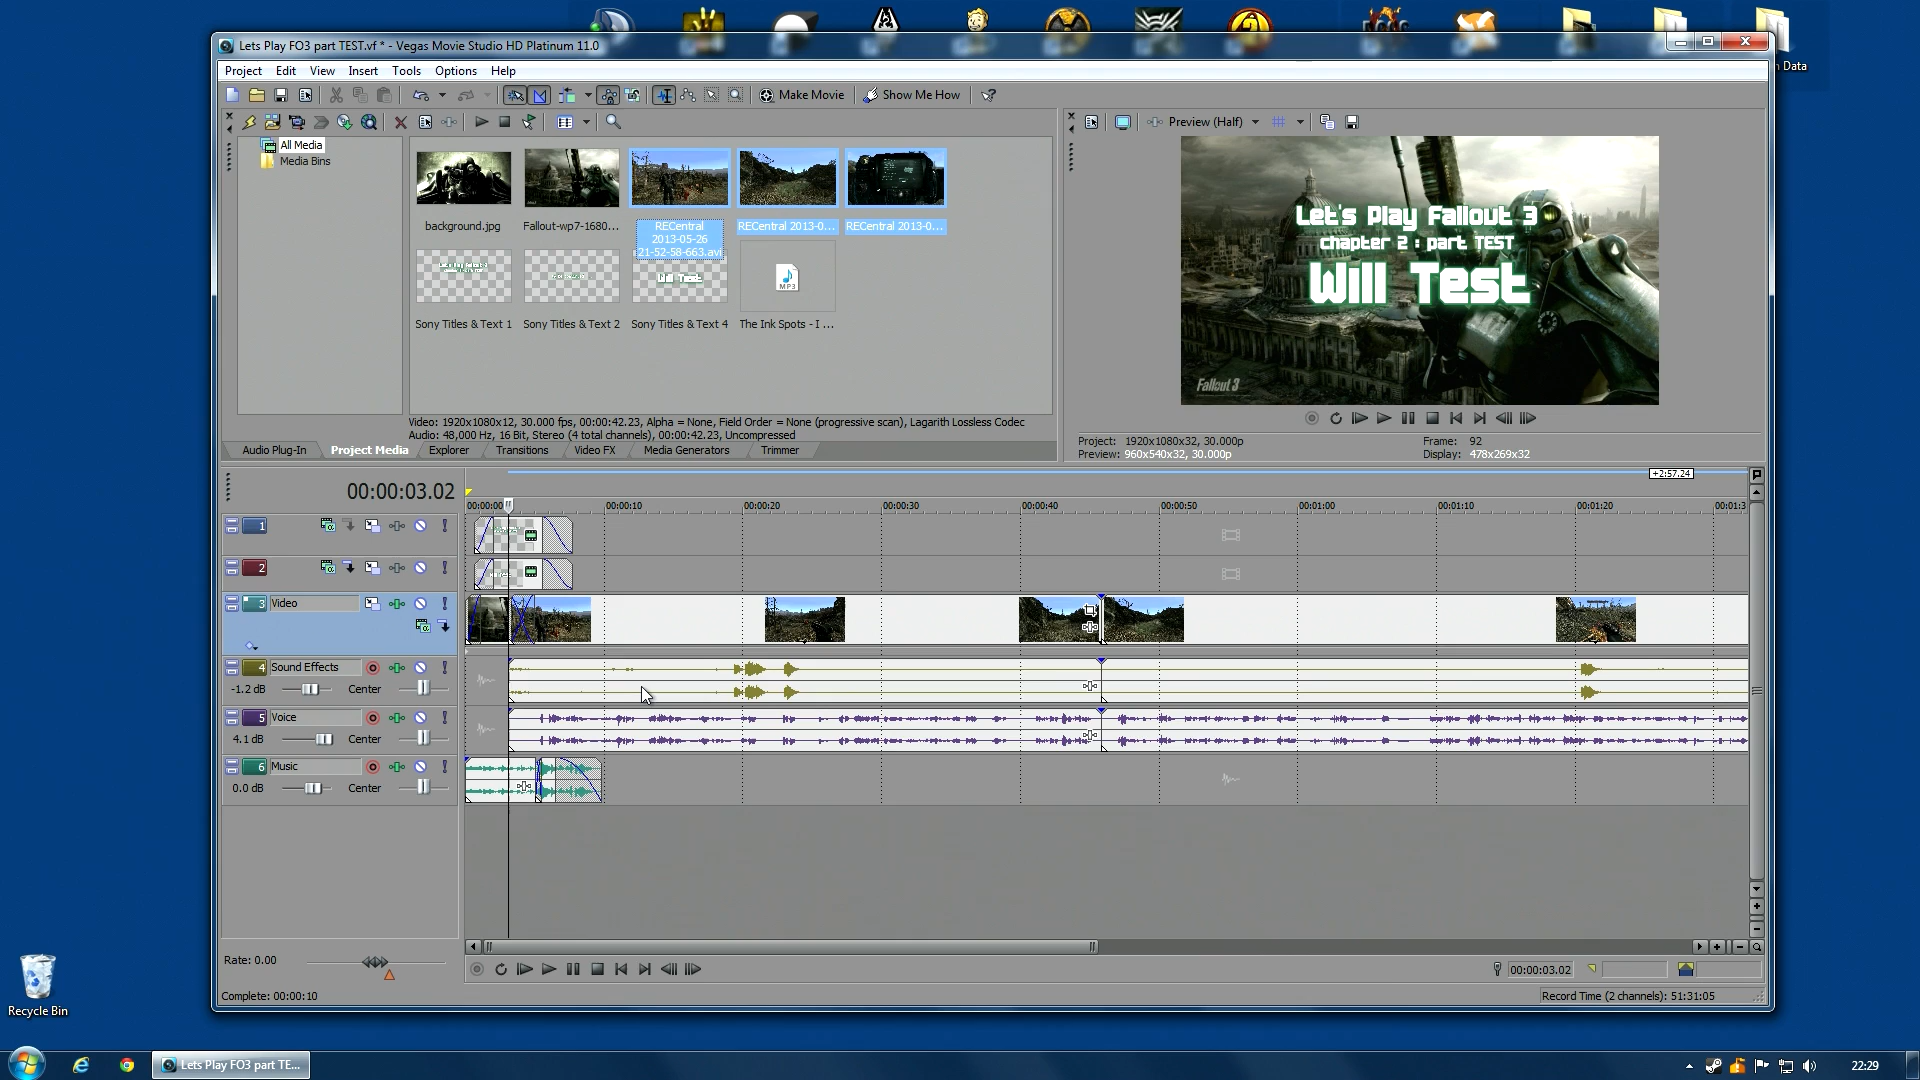 n Data
Lets Play FO3 part TEST.vf * - Vegas Movie Studio HD Platinum 11.0
Project Edit View Insert Tools Options Help
Make Movie Show Me How
Preview (Half)
All Media
Media Bins
background.jpg
Fallout-wp7-1680...
RECentral
2013-05-26
21-52-58-663.avi
RECentral 2013-0...
RECentral 2013-0...
MP3
Sony Titles & Text 1
Sony Titles & Text 2
Sony Titles & Text 4
The Ink Spots - I ...
Let's Play Fallout 3
chapter 2 : part TEST
Will Test
Fallout 3
Video: 1920x1080x12, 30.000 fps, 00:00:42.23, Alpha = None, Field Order = None (progressive scan), Lagarith Lossless Codec
Audio: 48,000 Hz, 16 Bit, Stereo (4 total channels), 00:00:42.23, Uncompressed
Audio Plug-In Project Media Explorer Transitions Video FX Media Generators Trimmer
Project: 1920x1080x32, 30.000p
Frame: 92
Preview: 960x540x32, 30.000p
Display: 478x269x32
00:00:03.02
+2:57.24
00:00:00 00:00:10 00:00:20 00:00:30 00:00:40 00:00:50 00:01:00 00:01:10 00:01:20 00:01:3
1
2
3 Video
4 Sound Effects
-1.2 dB Center
5 Voice
4.1 dB Center
6 Music
0.0 dB Center
Rate: 0.00
00:00:03.02
Complete: 00:00:10
Record Time (2 channels): 51:31:05
Recycle Bin
Lets Play FO3 part TE...
22:29